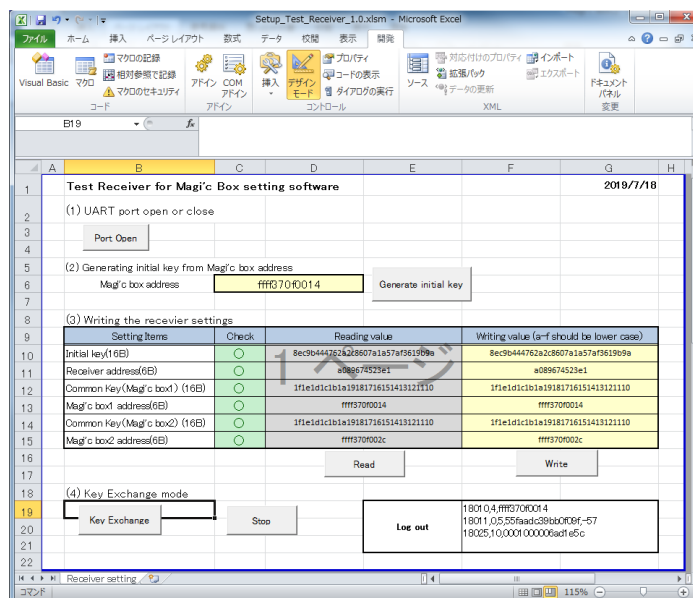 Setup_Test_Receiver_1.0.xlsm - Microsoft Excel
ファイル ホーム 挿入 ページ レイアウト 数式 データ 校閲 表示 開発
Visual Basic マクロ マクロの記録 相対参照で記録 マクロのセキュリティ
コード
アドイン COM アドイン
アドイン
挿入 デザイン モード プロパティ コードの表示 ダイアログの実行
コントロール
ソース 対応付けのプロパティ 拡張パック データの更新 インポート エクスポート
XML
ドキュメント パネル
変更
B19 fx
A B C D E F G H
1 Test Receiver for Magi'c Box setting software 2019/7/18
2 (1) UART port open or close
3 Port Open
4
5 (2) Generating initial key from Magi'c box address
6 Magi'c box address ffff370f0014 Generate initial key
7
8 (3) Writing the recevier settings
9 Setting Items Check Reading value Writing value (a-f should be lower case)
10 Initial key(16B) ○ 8ec9b444762a2c8607a1a57af3619b9a 8ec9b444762a2c8607a1a57af3619b9a
11 Receiver address(6B) ○ a089674523e1 a089674523e1
12 Common Key(Magi'c box1) (16B) ○ 1f1e1d1c1b1a19181716151413121110 1f1e1d1c1b1a19181716151413121110
13 Magi'c box1 address(6B) ○ ffff370f0014 ffff370f0014
14 Common Key(Magi'c box2) (16B) ○ 1f1e1d1c1b1a19181716151413121110 1f1e1d1c1b1a19181716151413121110
15 Magi'c box2 address(6B) ○ ffff370f002c ffff370f002c
1 ページ
16 Read Write
17
18 (4) Key Exchange mode
19 Key Exchange Stop Log out
20
21
22
18010,4,ffff370f0014
18011,0,5,55faadc39bb0f09f,-57
18025,10,0001000006ad1e5c
Receiver setting
コマンド 115%